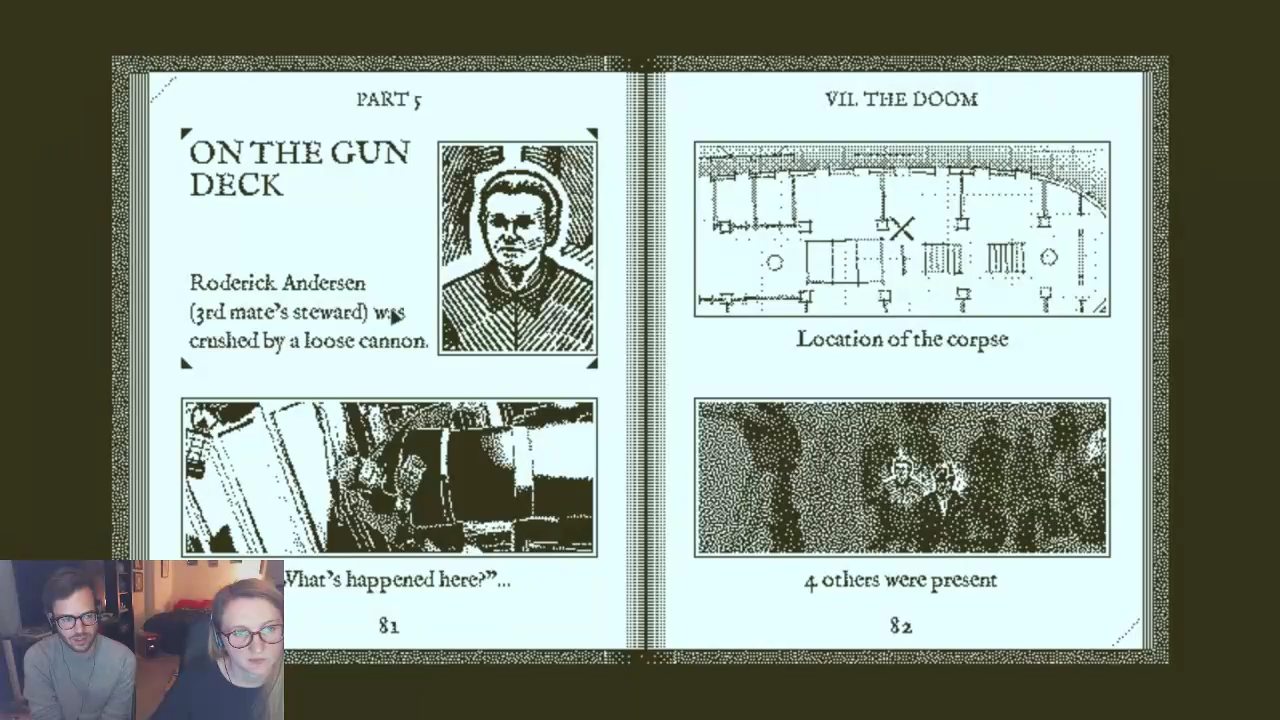 PART 5
ON THE GUN
DECK
Roderick Andersen
(3rd mate's steward) was
crushed by a loose cannon.
What's happened here?"...
81
VII. THE DOOM
Location of the corpse
4 others were present
82